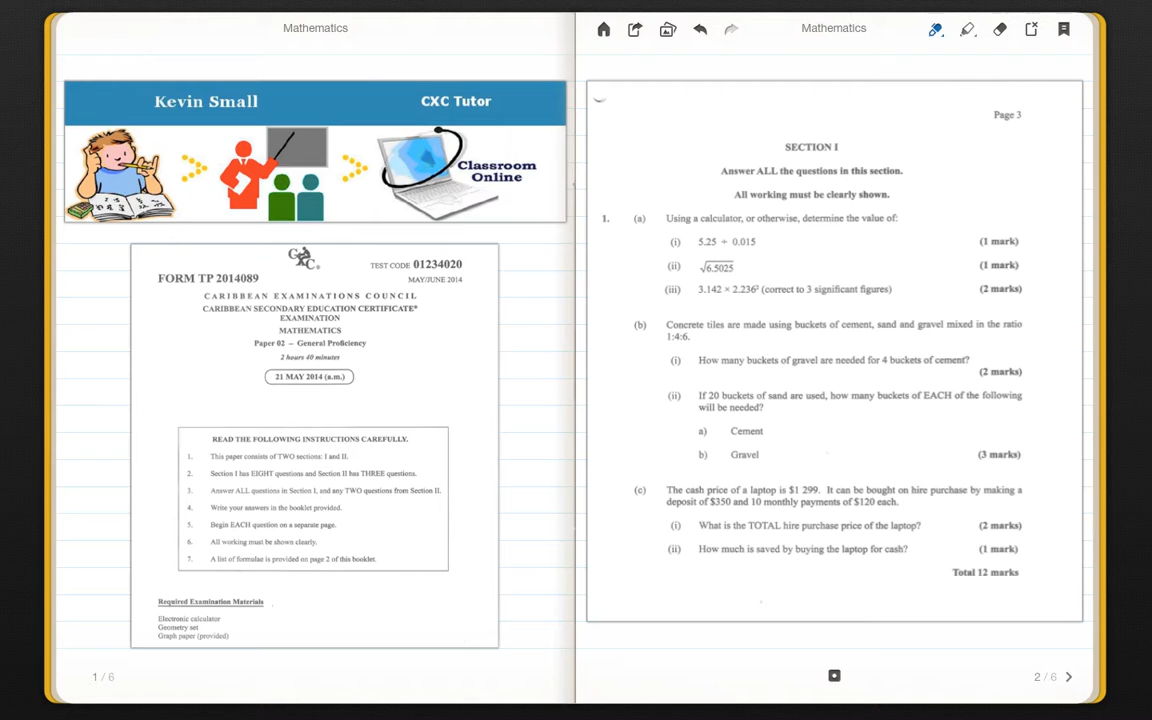 Mathematics
Kevin Small
CXC Tutor
Classroom
Online
CXC
TEST CODE 01234020
FORM TP 2014089
MAY/JUNE 2014
CARIBBEAN EXAMINATIONS COUNCIL
CARIBBEAN SECONDARY EDUCATION CERTIFICATE®
EXAMINATION
MATHEMATICS
Paper 02 – General Proficiency
2 hours 40 minutes
21 MAY 2014 (a.m.)
READ THE FOLLOWING INSTRUCTIONS CAREFULLY.
1. This paper consists of TWO sections: I and II.
2. Section I has EIGHT questions and Section II has THREE questions.
3. Answer ALL questions in Section I, and any TWO questions from Section II.
4. Write your answers in the booklet provided.
5. Begin EACH question on a separate page.
6. All working must be shown clearly.
7. A list of formulae is provided on page 2 of this booklet.
Required Examination Materials
Electronic calculator
Geometry set
Graph paper (provided)
1 / 6
Mathematics
Page 3
SECTION I
Answer ALL the questions in this section.
All working must be clearly shown.
1. (a) Using a calculator, or otherwise, determine the value of:
(i) 5.25 ÷ 0.015 (1 mark)
(ii) √6.5025 (1 mark)
(iii) 3.142 × 2.236² (correct to 3 significant figures) (2 marks)
(b) Concrete tiles are made using buckets of cement, sand and gravel mixed in the ratio
1:4:6.
(i) How many buckets of gravel are needed for 4 buckets of cement?
(2 marks)
(ii) If 20 buckets of sand are used, how many buckets of EACH of the following
will be needed?
a) Cement
b) Gravel (3 marks)
(c) The cash price of a laptop is $1 299. It can be bought on hire purchase by making a
deposit of $350 and 10 monthly payments of $120 each.
(i) What is the TOTAL hire purchase price of the laptop? (2 marks)
(ii) How much is saved by buying the laptop for cash? (1 mark)
Total 12 marks
2 / 6